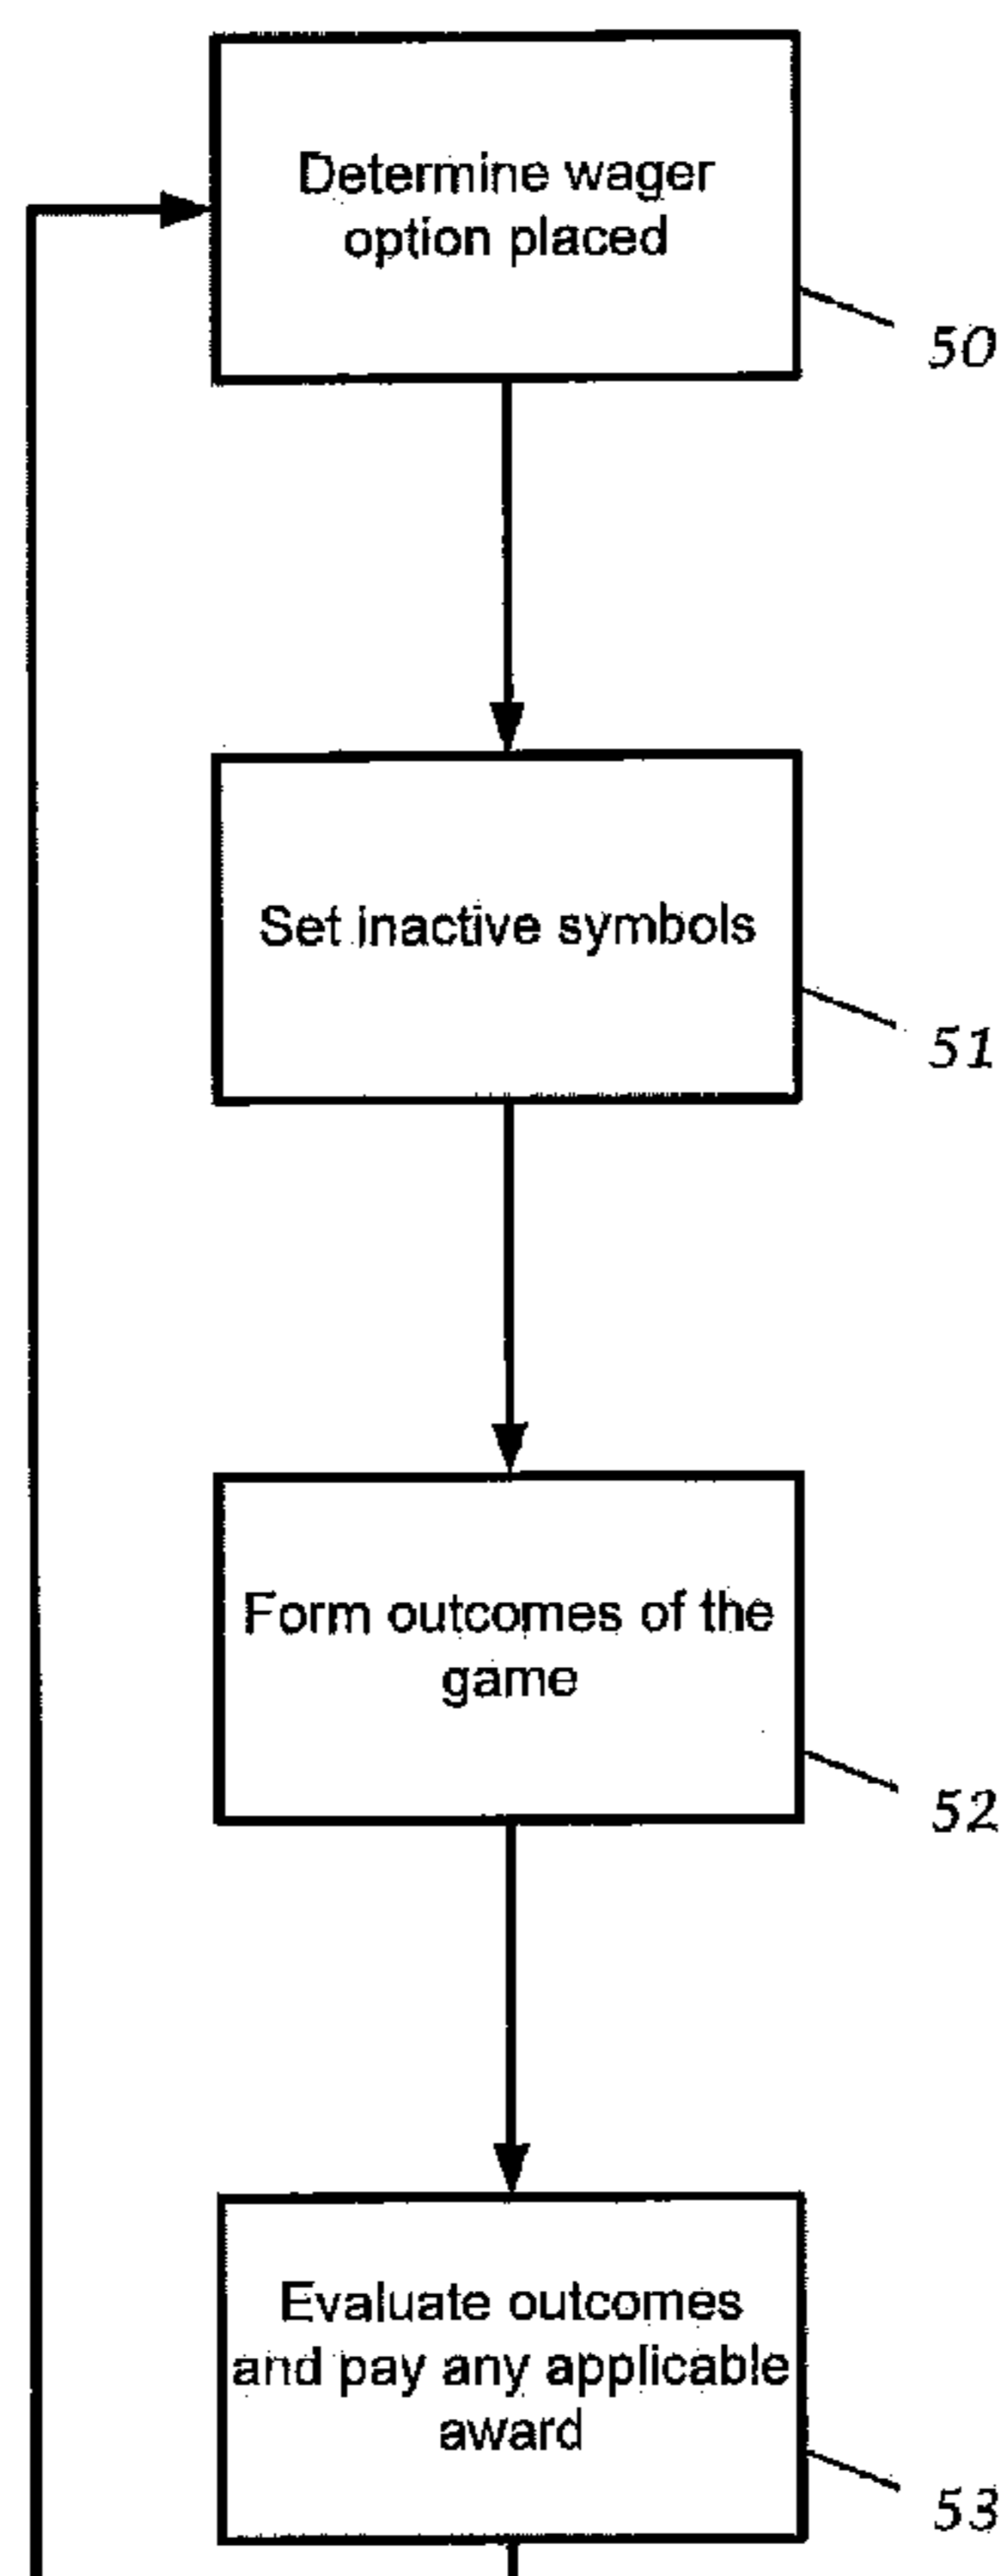 Determine wager
option placed
50
Set inactive symbols
51
Form outcomes of the
game
52
Evaluate outcomes
and pay any applicable
award
53